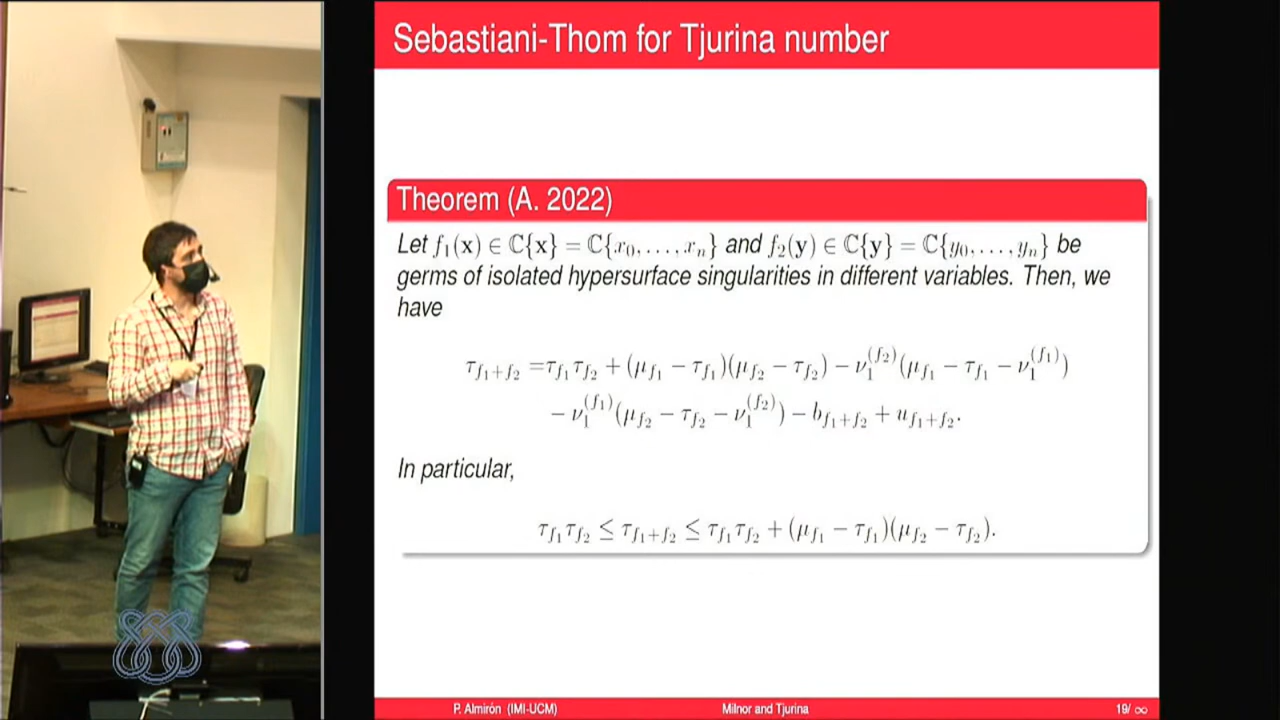 Sebastiani-Thom for Tjurina number
Theorem (A. 2022)
Let f₁(x) ∈ ℂ{x} = ℂ{x₀, . . . , xₙ} and f₂(y) ∈ ℂ{y} = ℂ{y₀, . . . , yₙ} be
germs of isolated hypersurface singularities in different variables. Then, we
have
τ_{f₁+f₂} =τ_{f₁}τ_{f₂} + (μ_{f₁} − τ_{f₁})(μ_{f₂} − τ_{f₂}) − ν₁^{(f₂)}(μ_{f₁} − τ_{f₁} − ν₁^{(f₁)})
− ν₁^{(f₁)}(μ_{f₂} − τ_{f₂} − ν₁^{(f₂)}) − b_{f₁+f₂} + u_{f₁+f₂}.
In particular,
τ_{f₁}τ_{f₂} ≤ τ_{f₁+f₂} ≤ τ_{f₁}τ_{f₂} + (μ_{f₁} − τ_{f₁})(μ_{f₂} − τ_{f₂}).
P. Almirón (IMI-UCM) Milnor and Tjurina 19/ ∞